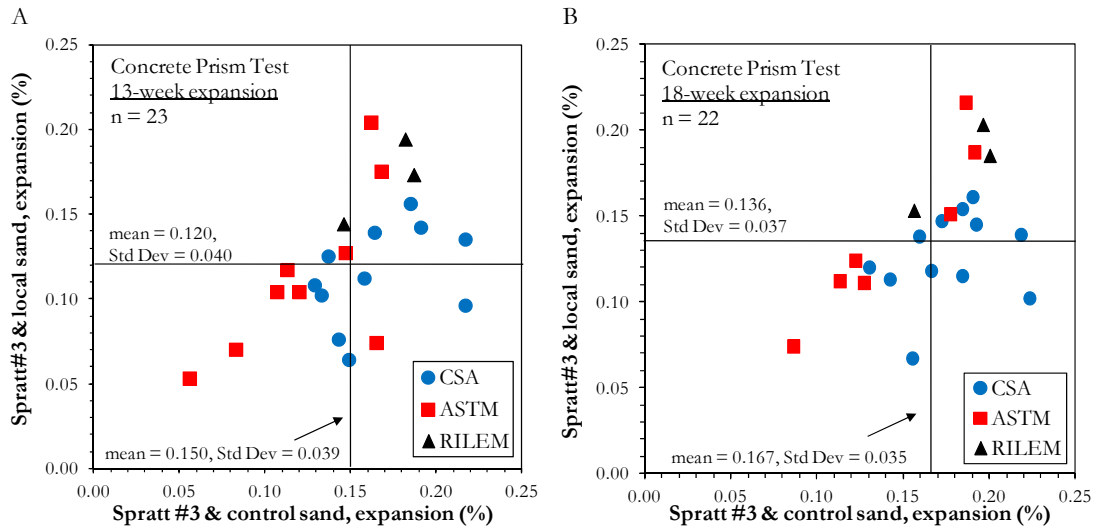 A
Concrete Prism Test
13-week expansion
n = 23
mean = 0.120,
Std Dev = 0.040
mean = 0.150, Std Dev = 0.039
CSA
ASTM
RILEM
0.25
0.20
0.15
0.10
0.05
0.00
0.00 0.05 0.10 0.15 0.20 0.25
Spratt#3 & local sand, expansion (%)
Spratt #3 & control sand, expansion (%)
B
Concrete Prism Test
18-week expansion
n = 22
mean = 0.136,
Std Dev = 0.037
mean = 0.167, Std Dev = 0.035
CSA
ASTM
RILEM
0.25
0.20
0.15
0.10
0.05
0.00
0.00 0.05 0.10 0.15 0.20 0.25
Spratt#3 & local sand, expansion (%)
Spratt #3 & control sand, expansion (%)